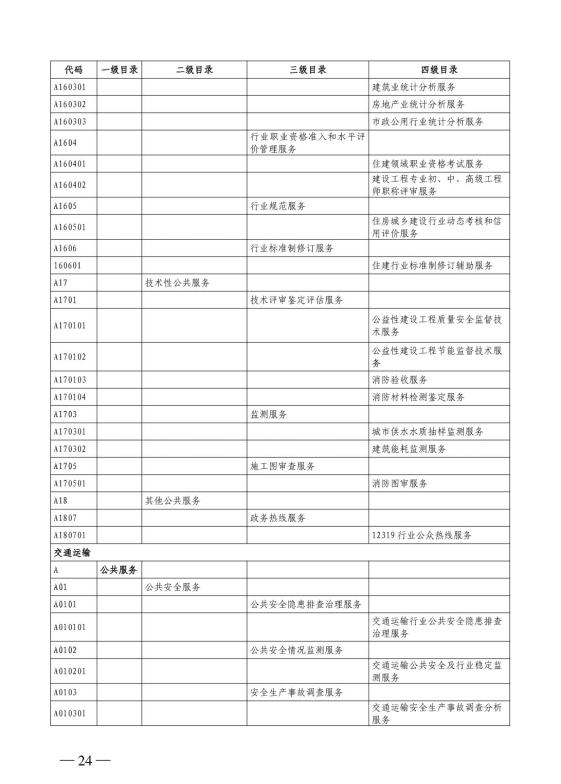 代码 一级目录 二级目录 三级目录 四级目录
A160301 建筑业统计分析服务
A160302 房地产业统计分析服务
A160303 市政公用行业统计分析服务
A1604 行业职业资格准入和水平评
价管理服务
A160401 住建领域职业资格考试服务
A160402 建设工程专业初、中、高级工程
师职称评审服务
A1605 行业规范服务
A160501 住房城乡建设行业动态考核和信
用评价服务
A1606 行业标准制修订服务
160601 住建行业标准制修订辅助服务
A17 技术性公共服务
A1701 技术评审鉴定评估服务
A170101 公益性建设工程质量安全监督技
术服务
A170102 公益性建设工程节能监督技术服
务
A170103 消防验收服务
A170104 消防材料检测鉴定服务
A1703 监测服务
A170301 城市供水水质抽样监测服务
A170302 建筑能耗监测服务
A1705 施工图审查服务
A170501 消防图审服务
A18 其他公共服务
A1807 政务热线服务
A180701 12319 行业公众热线服务
交通运输
A 公共服务
A01 公共安全服务
A0101 公共安全隐患排查治理服务
A010101 交通运输行业公共安全隐患排查
治理服务
A0102 公共安全情况监测服务
A010201 交通运输公共安全及行业稳定监
测服务
A0103 安全生产事故调查服务
A010301 交通运输安全生产事故调查分析
服务
— 24 —